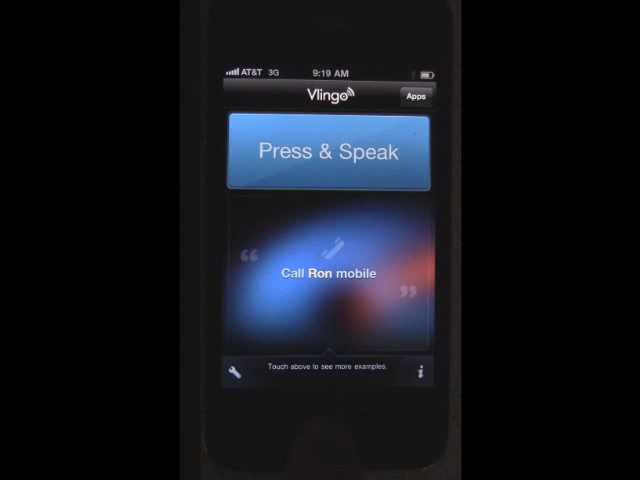 AT&T 3G 9:19 AM
Vlingo Apps
Press & Speak
“
Call Ron mobile
”
Touch above to see more examples.
i